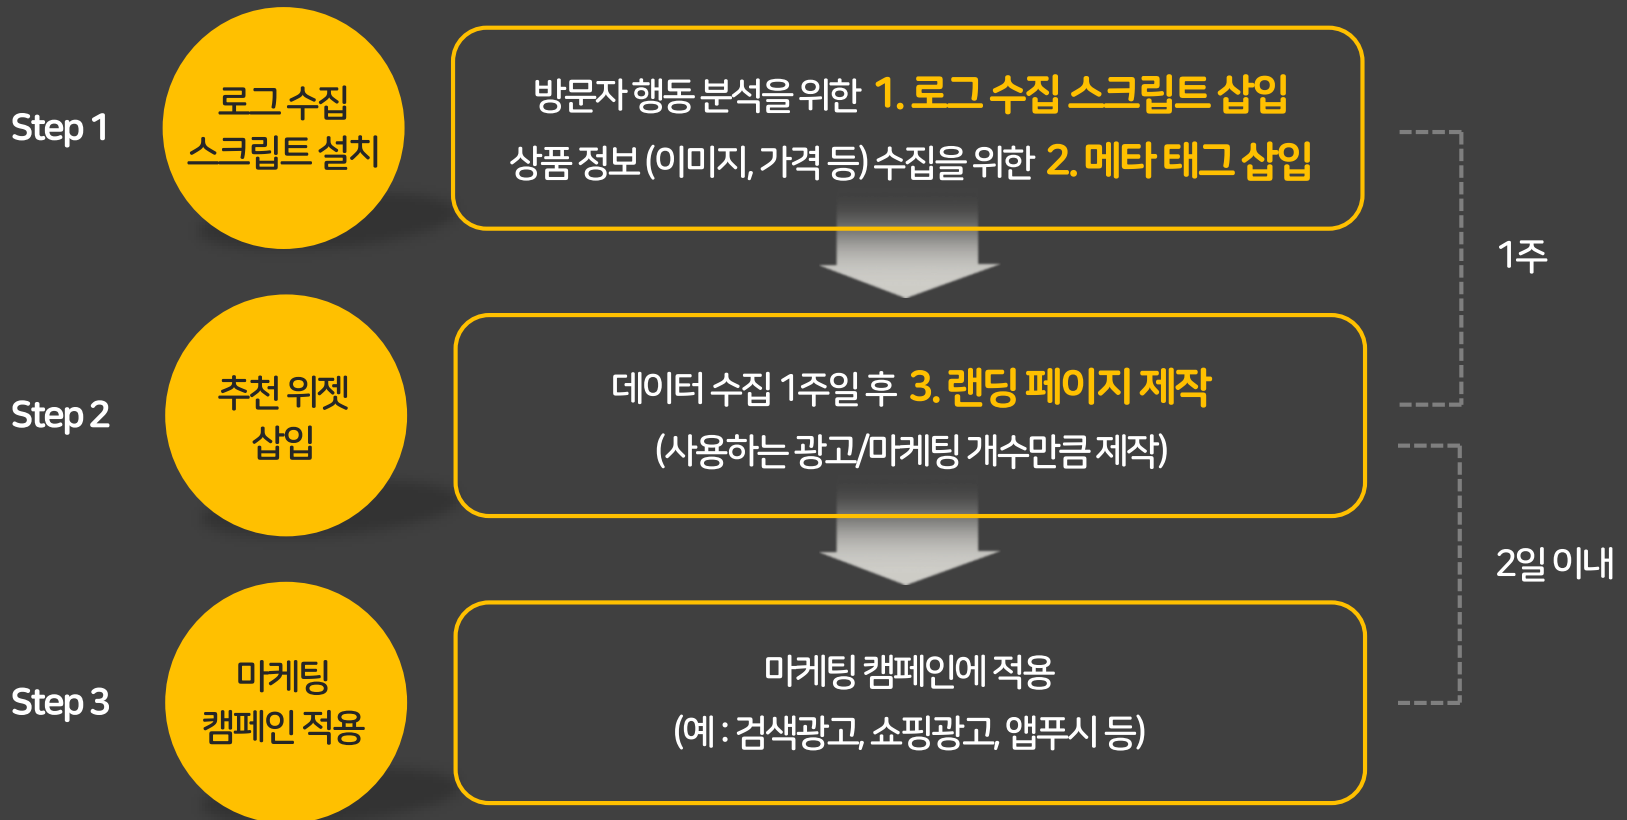 Step 1
로그 수집
스크립트 설치
방문자 행동 분석을 위한 1. 로그 수집 스크립트 삽입
상품 정보 (이미지, 가격 등) 수집을 위한 2. 메타 태그 삽입
1주
Step 2
추천 위젯
삽입
데이터 수집 1주일 후 3. 랜딩 페이지 제작
(사용하는 광고/마케팅 개수만큼 제작)
2일 이내
Step 3
마케팅
캠페인 적용
마케팅 캠페인에 적용
(예 : 검색광고, 쇼핑광고, 앱푸시 등)